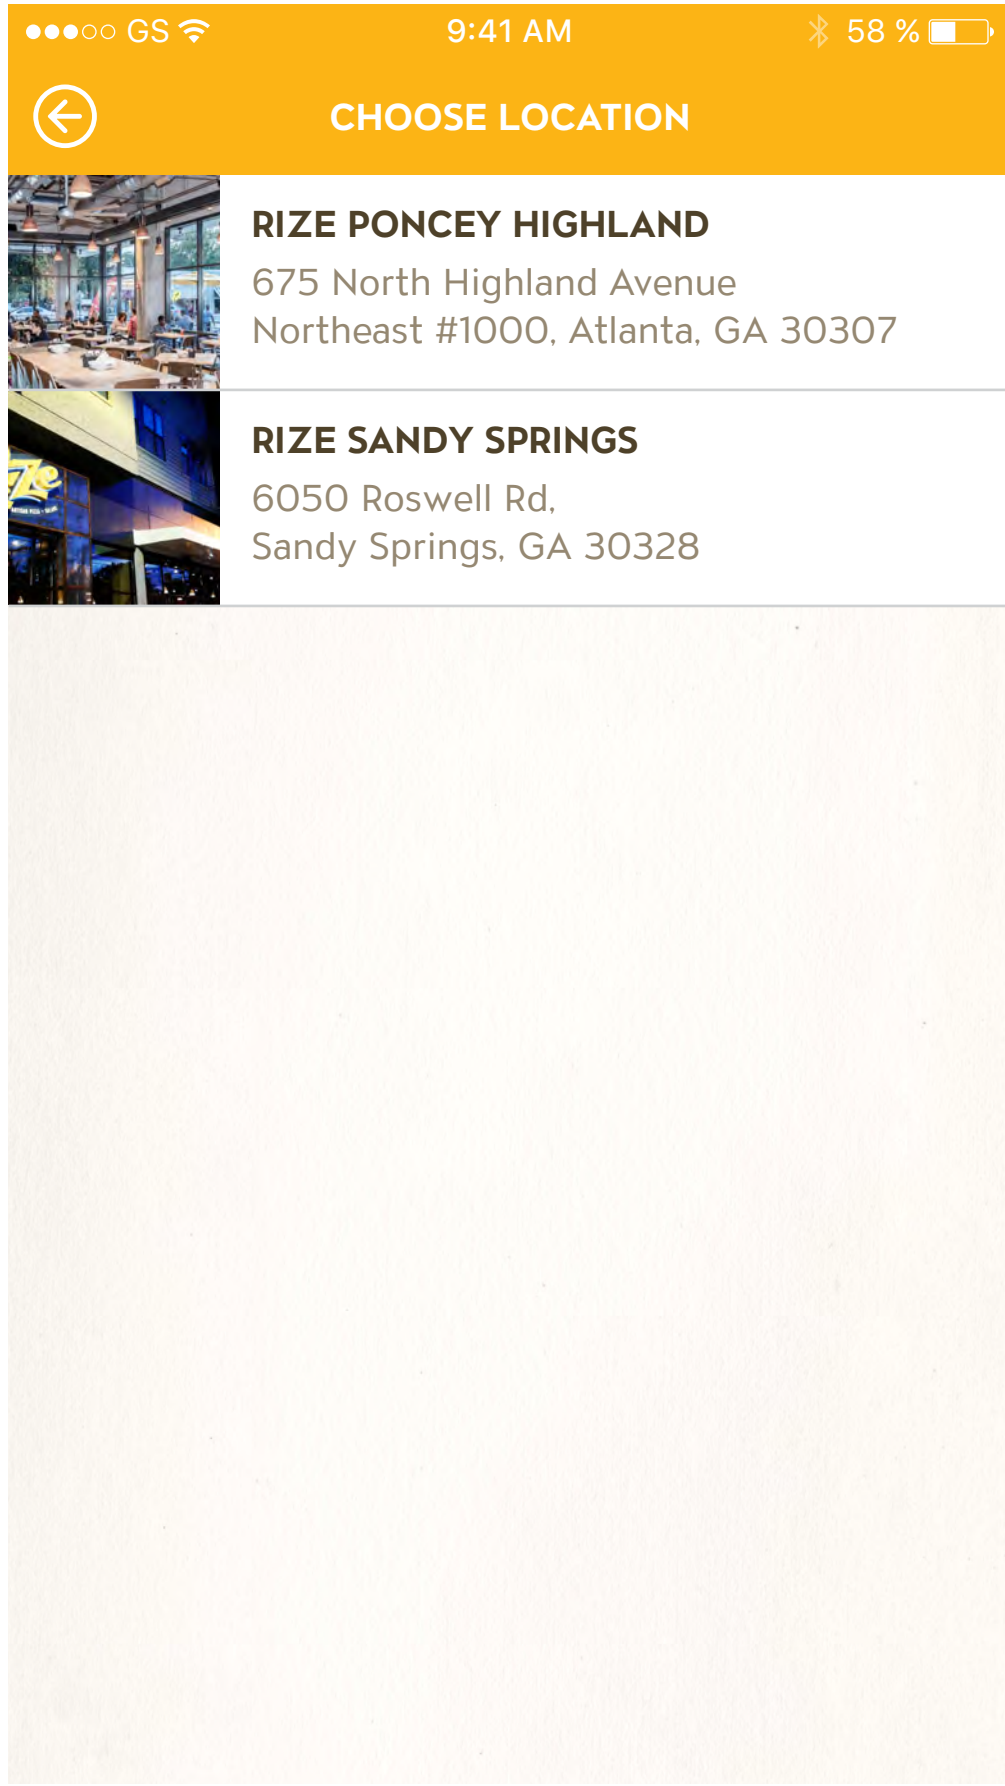 GS 9:41 AM 58 %
CHOOSE LOCATION
RIZE PONCEY HIGHLAND
675 North Highland Avenue
Northeast #1000, Atlanta, GA 30307
RIZE SANDY SPRINGS
6050 Roswell Rd,
Sandy Springs, GA 30328